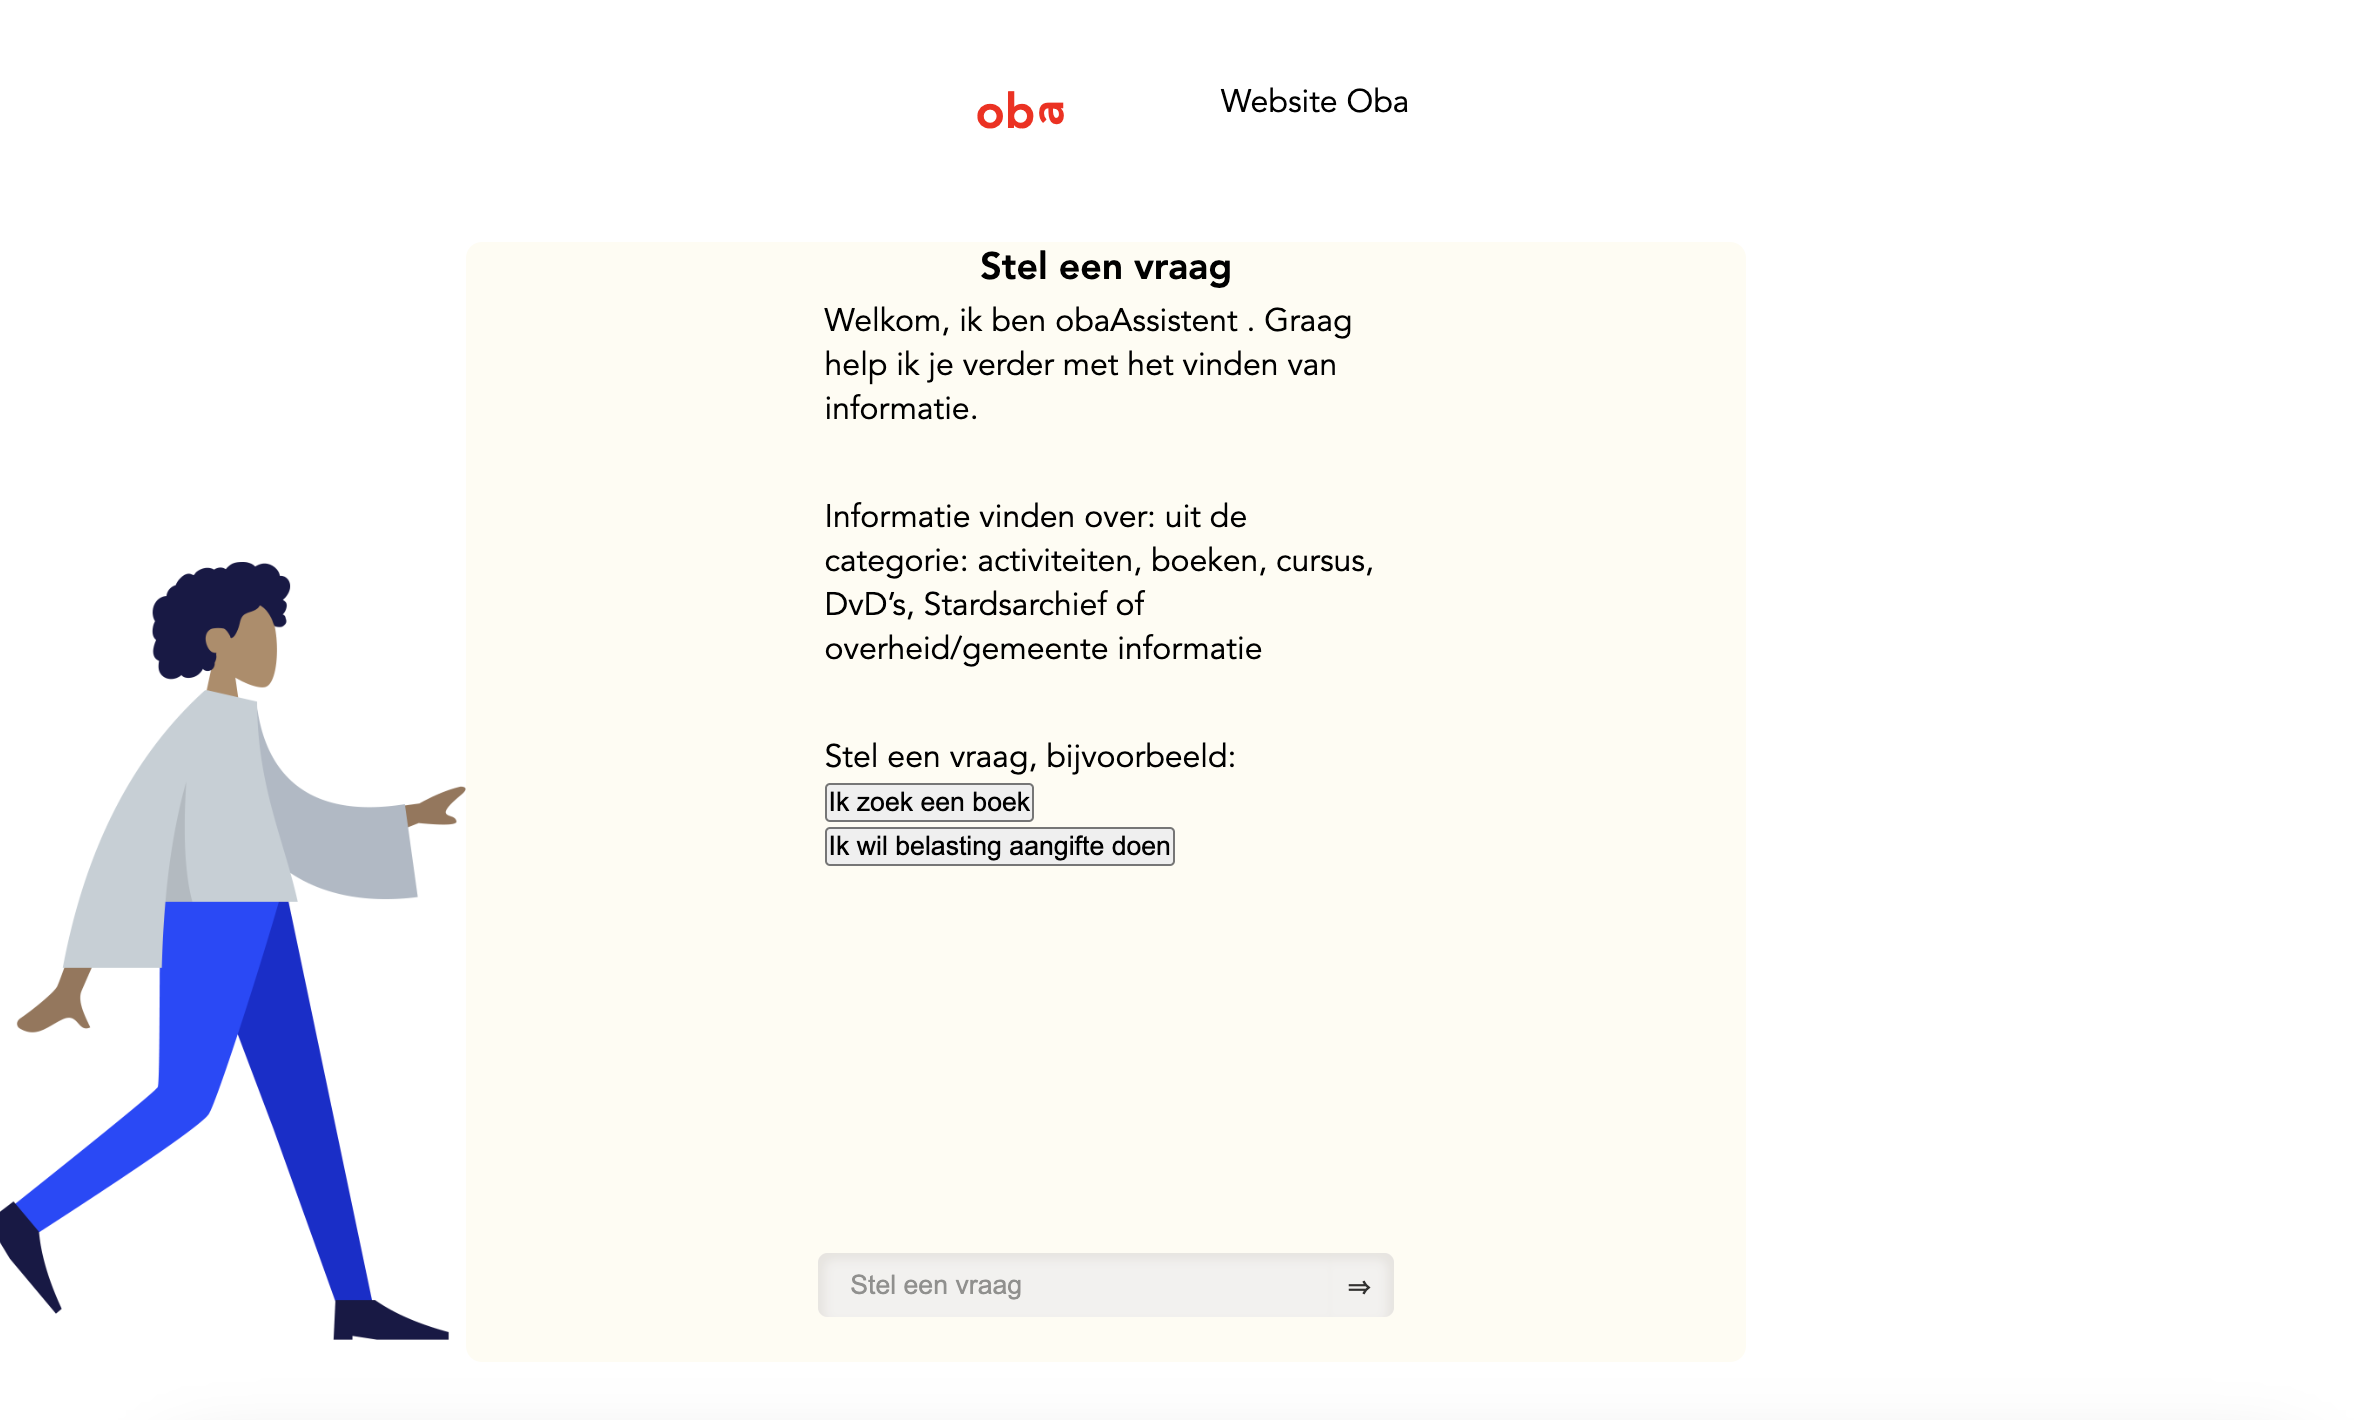 oba
Website Oba
Stel een vraag
Welkom, ik ben obaAssistent . Graag
help ik je verder met het vinden van
informatie.
Informatie vinden over: uit de
categorie: activiteiten, boeken, cursus,
DvD’s, Stardsarchief of
overheid/gemeente informatie
Stel een vraag, bijvoorbeeld:
Ik zoek een boek
Ik wil belasting aangifte doen
Stel een vraag ⇒